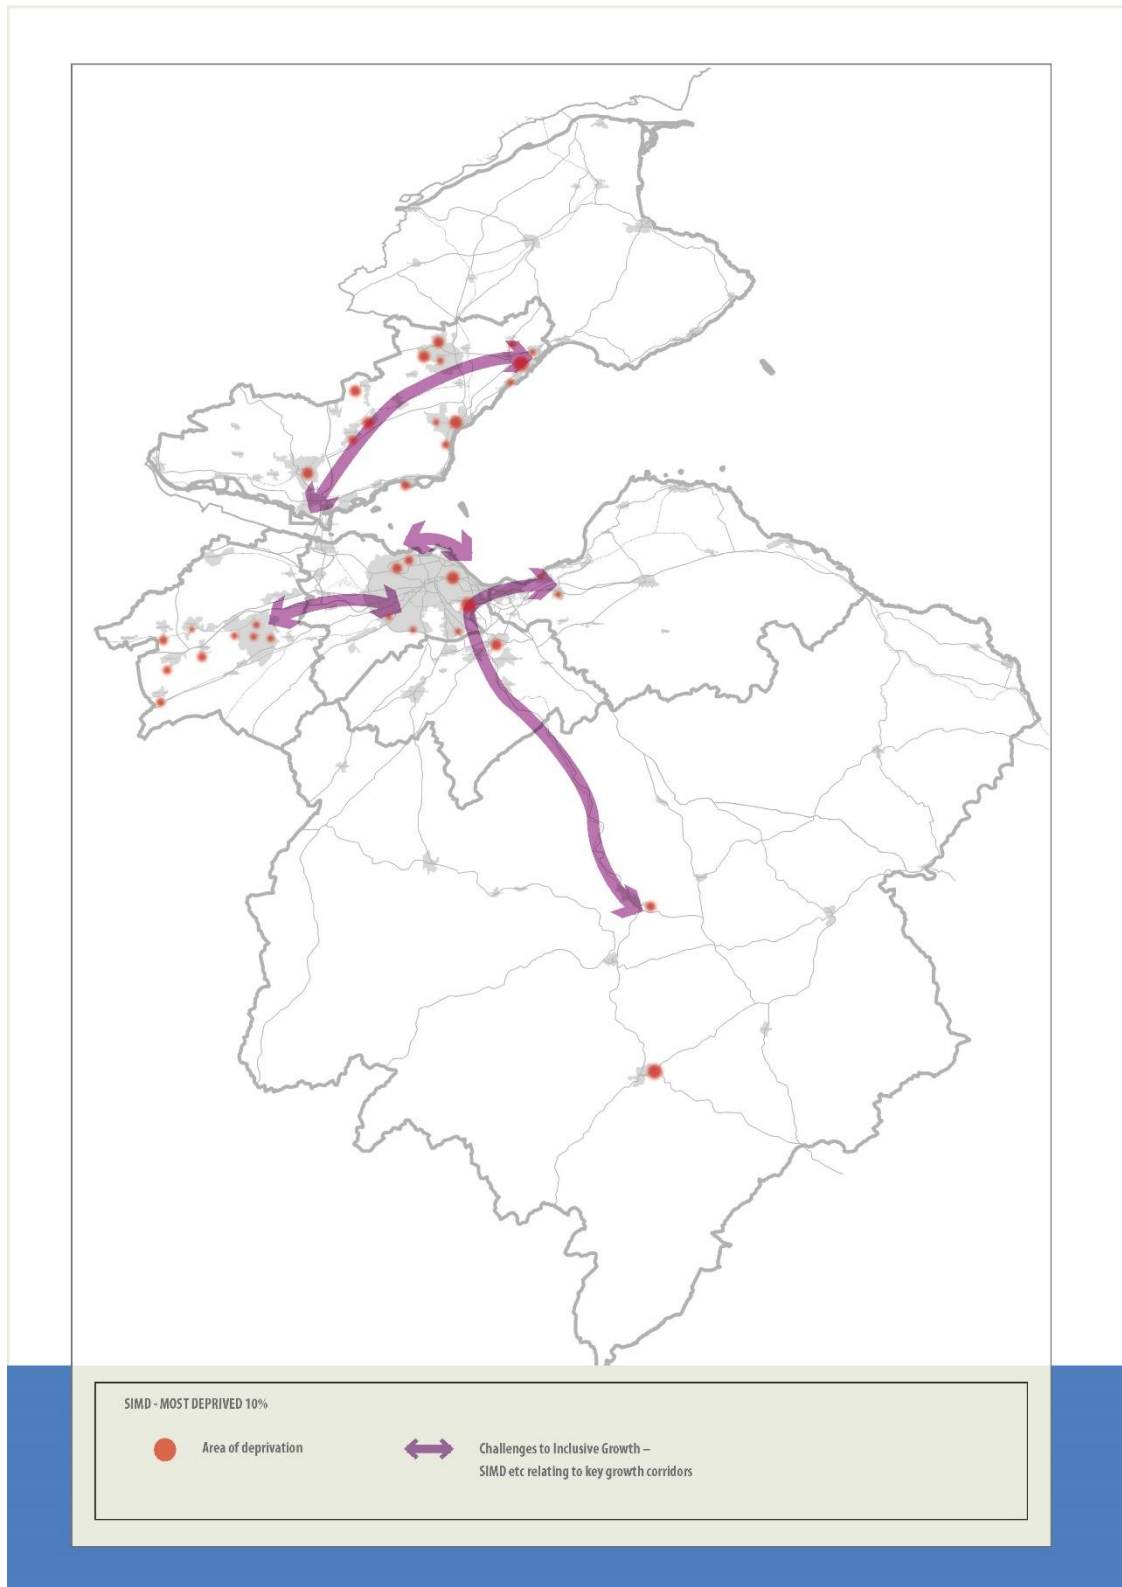 SIMD - MOST DEPRIVED 10%
Area of deprivation
Challenges to Inclusive Growth –
SIMD etc relating to key growth corridors